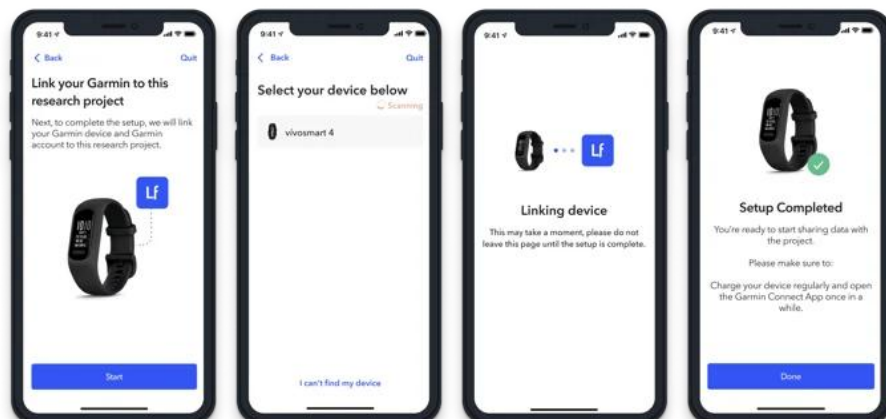 9:41
Back
Quit
Link your Garmin to this
research project
Next, to complete the setup, we will link
your Garmin device and Garmin
account to this research project.
Lf
Start
9:41
Back
Quit
Select your device below
Scanning
vivosmart 4
I can't find my device
9:41
Lf
Linking device
This may take a moment, please do not
leave this page until the setup is complete.
9:41
Setup Completed
You're ready to start sharing data with
the project.
Please make sure to:
Charge your device regularly and open
the Garmin Connect App once in a
while.
Done